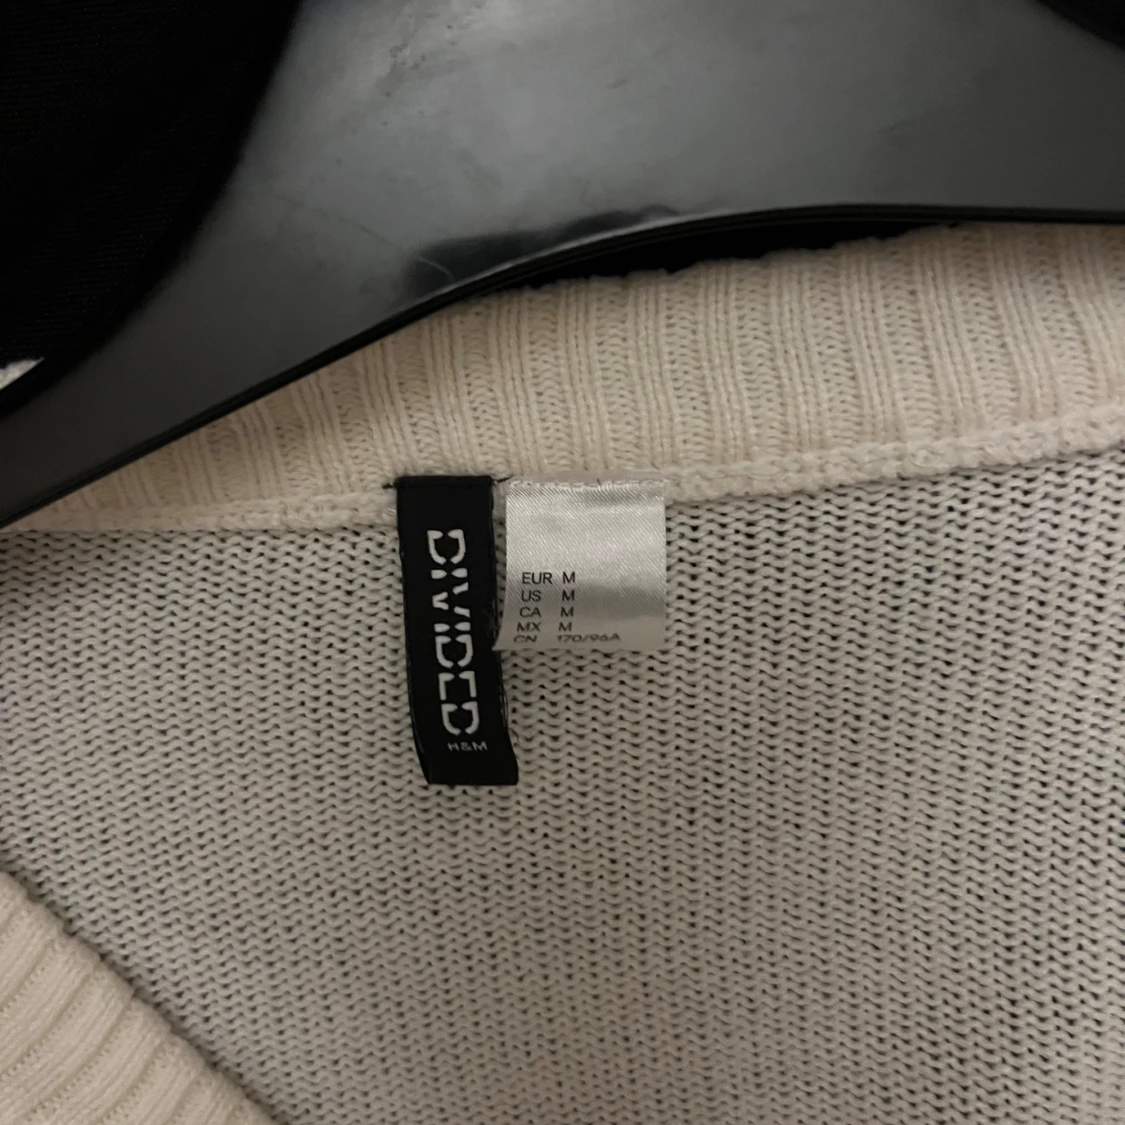 DIVIDED
H&M
EUR M
US M
CA M
MX M
CN 170/96A